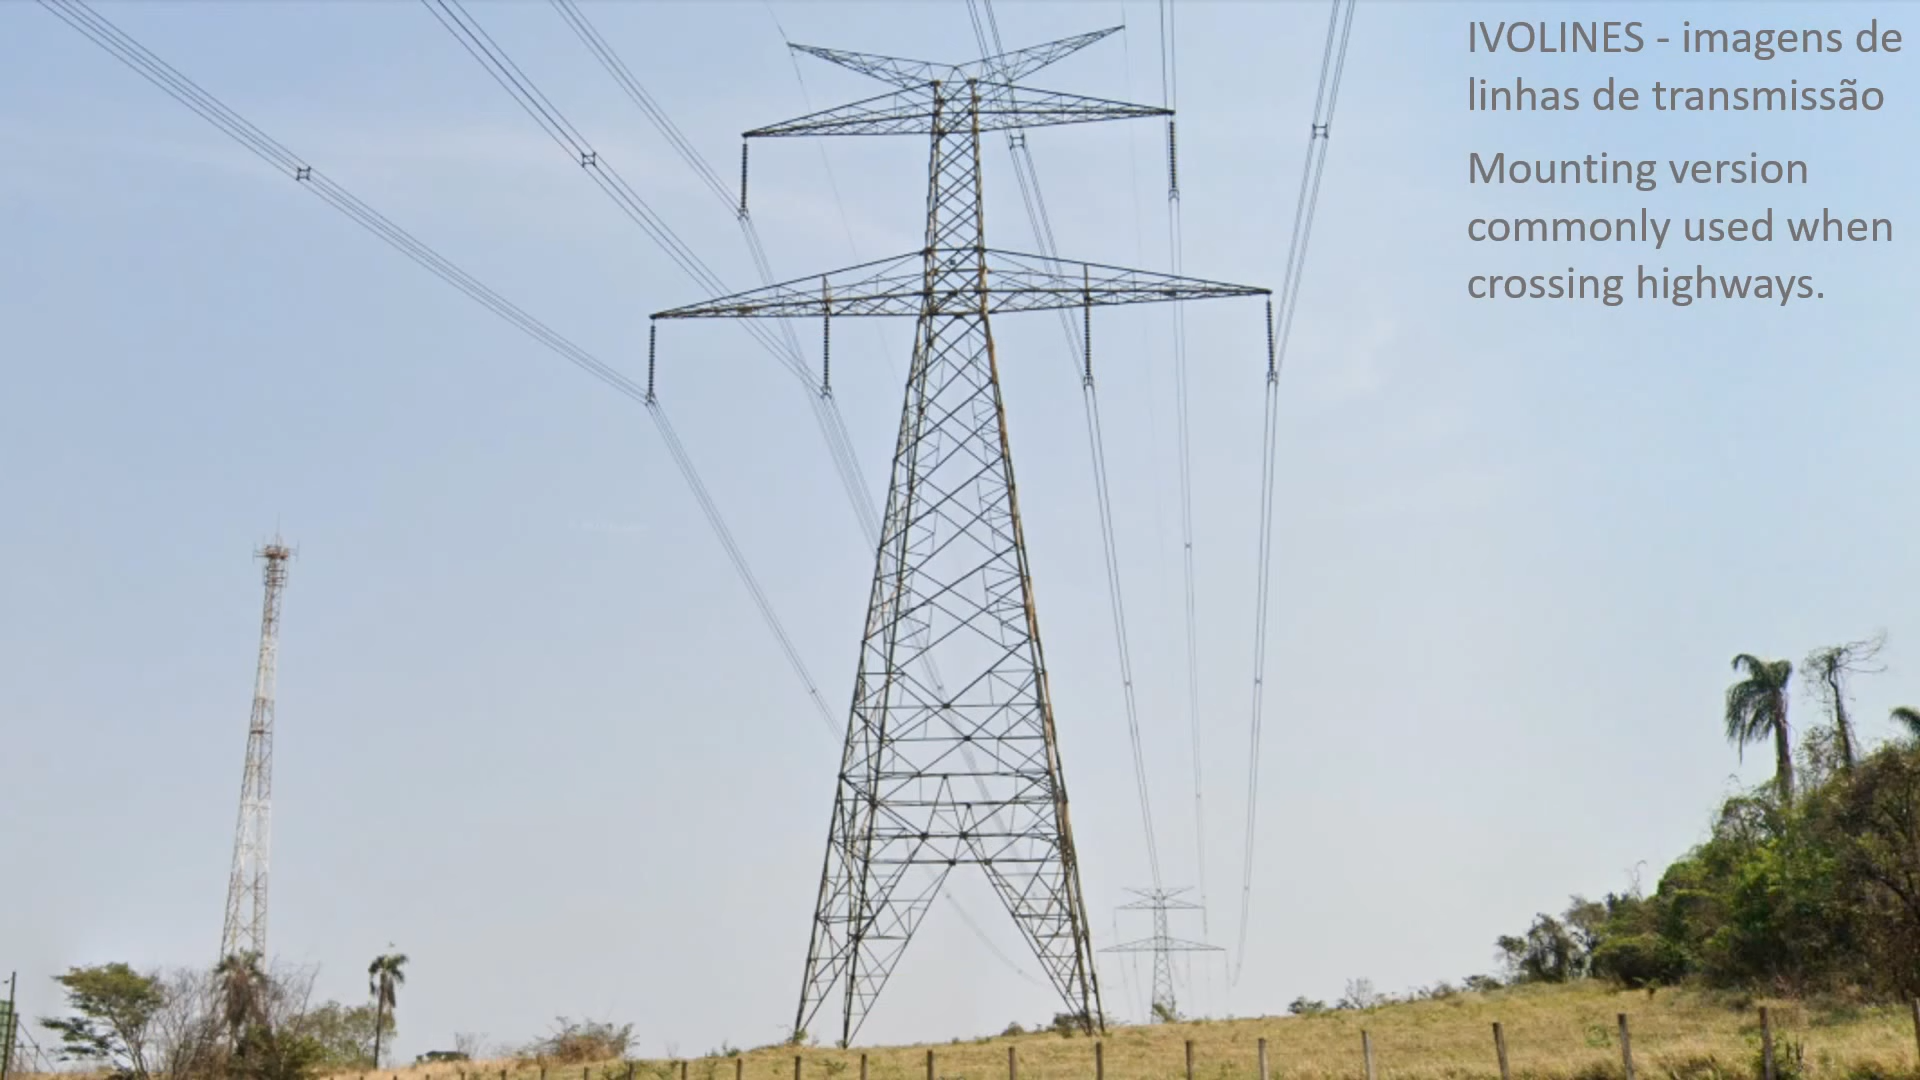 IVOLINES - imagens de
linhas de transmissão
Mounting version
commonly used when
crossing highways.